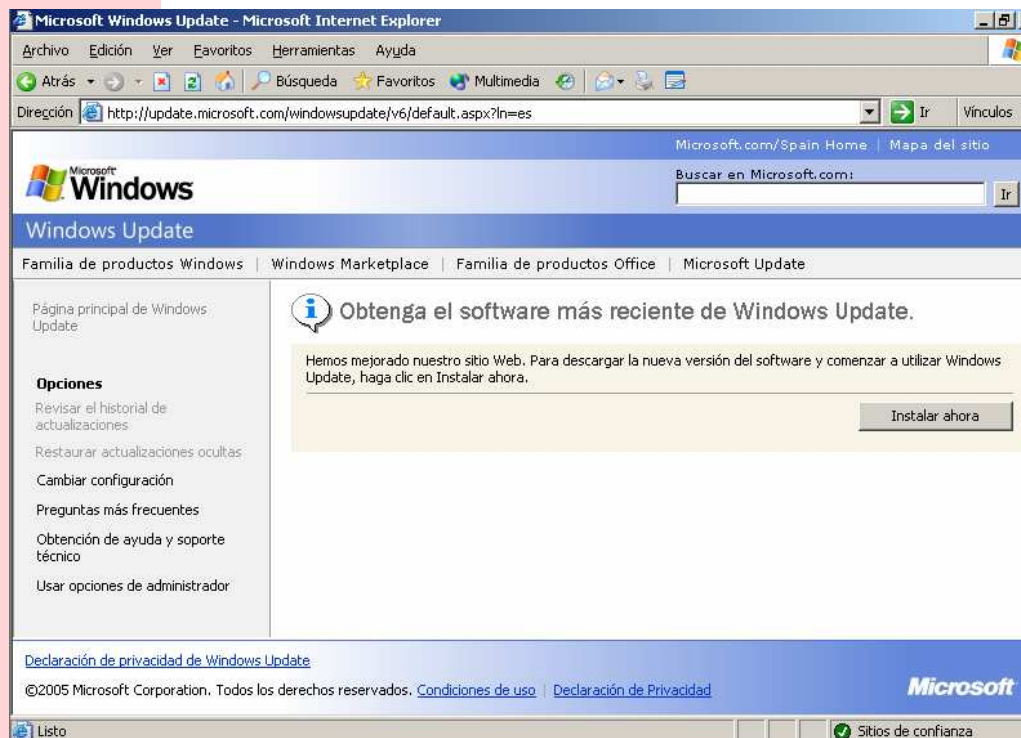 Microsoft Windows Update - Microsoft Internet Explorer
Archivo Edición Ver Favoritos Herramientas Ayuda
Atrás Búsqueda Favoritos Multimedia
Dirección http://update.microsoft.com/windowsupdate/v6/default.aspx?ln=es Ir Vínculos
Microsoft.com/Spain Home | Mapa del sitio
Microsoft
Windows
Buscar en Microsoft.com:
Ir
Windows Update
Familia de productos Windows | Windows Marketplace | Familia de productos Office | Microsoft Update
Página principal de Windows
Update
Opciones
Revisar el historial de
actualizaciones
Restaurar actualizaciones ocultas
Cambiar configuración
Preguntas más frecuentes
Obtención de ayuda y soporte
técnico
Usar opciones de administrador
Obtenga el software más reciente de Windows Update.
Hemos mejorado nuestro sitio Web. Para descargar la nueva versión del software y comenzar a utilizar Windows
Update, haga clic en Instalar ahora.
Instalar ahora
Declaración de privacidad de Windows Update
©2005 Microsoft Corporation. Todos los derechos reservados. Condiciones de uso | Declaración de Privacidad
Microsoft
Listo
Sitios de confianza